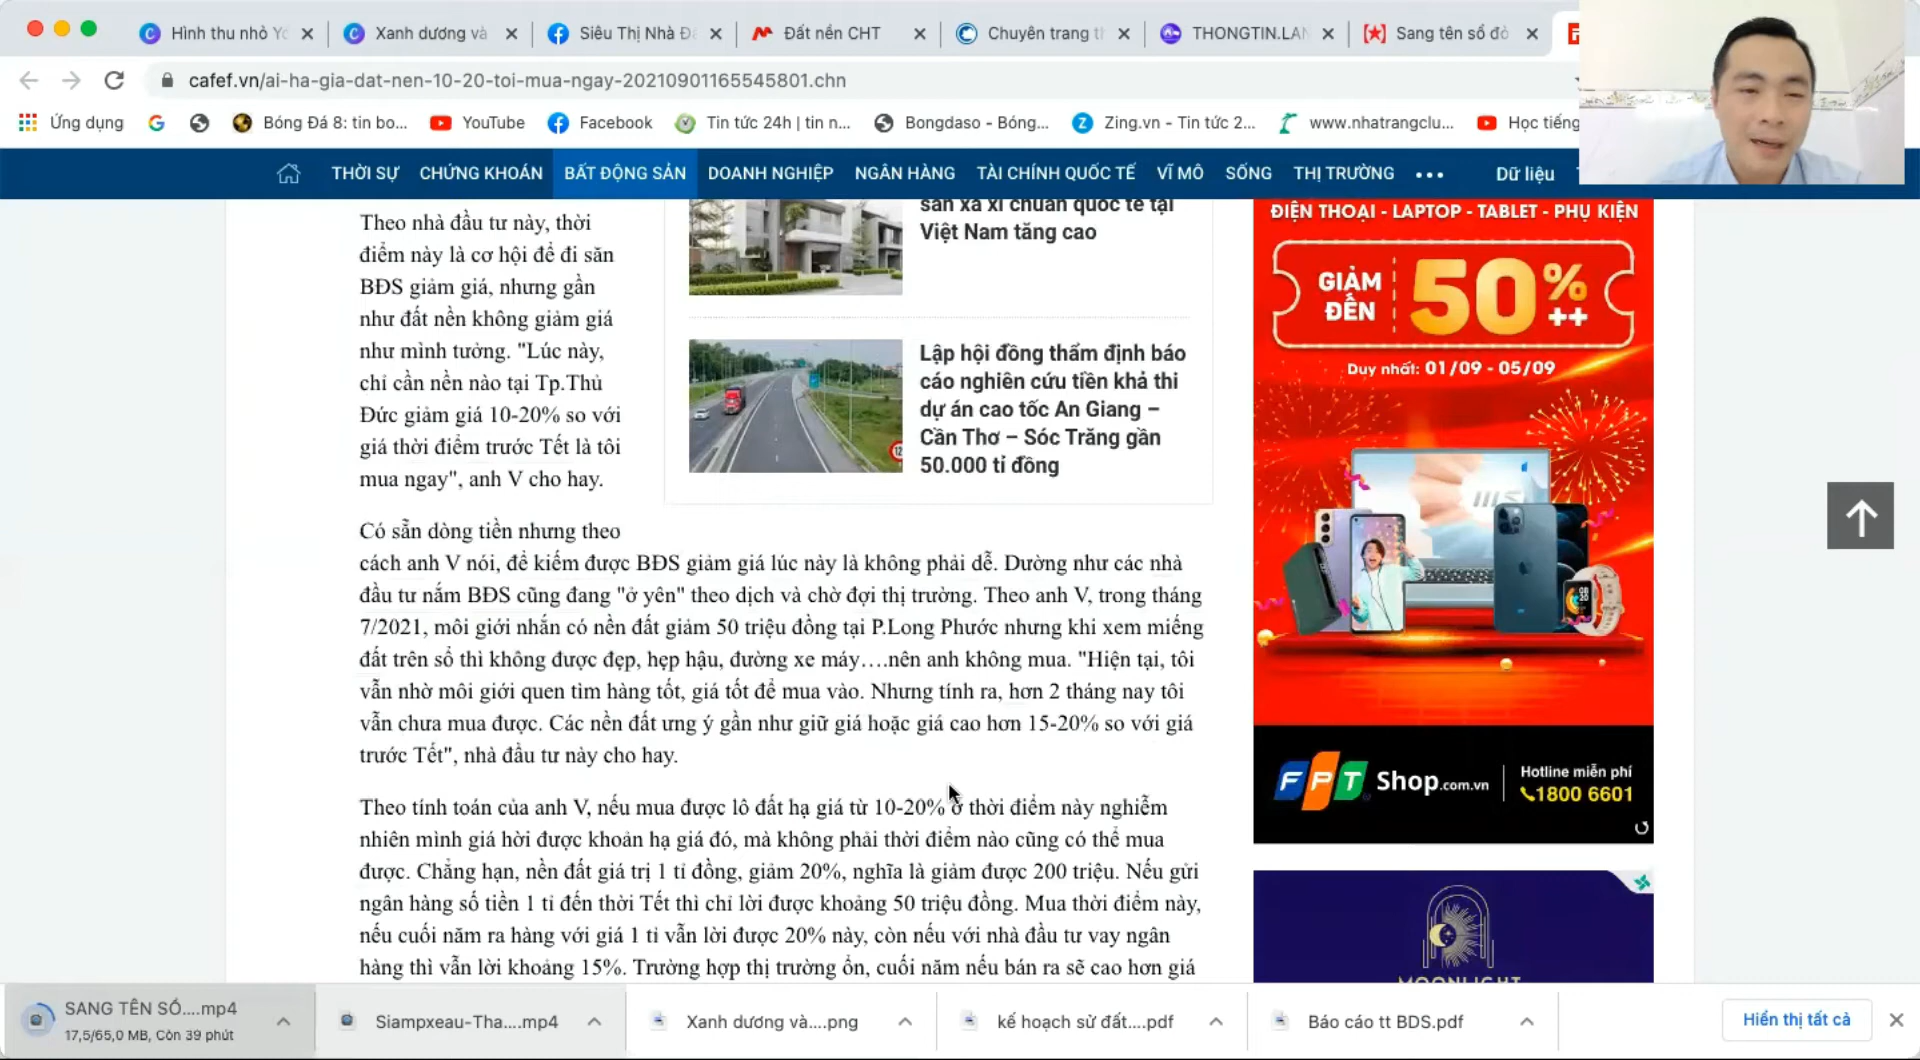 Hình thu nhỏ Yo
Xanh dương và
Siêu Thị Nhà Đấ
Đất nền CHT
Chuyên trang th
THONGTIN.LAN
Sang tên sổ đỏ
cafef.vn/ai-ha-gia-dat-nen-10-20-toi-mua-ngay-20210901165545801.chn
Ứng dụng
Bóng Đá 8: tin bo...
YouTube
Facebook
Tin tức 24h | tin n...
Bongdaso - Bóng...
Zing.vn - Tin tức 2...
www.nhatrangclu...
Học tiếng
THỜI SỰ
CHỨNG KHOÁN
BẤT ĐỘNG SẢN
DOANH NGHIỆP
NGÂN HÀNG
TÀI CHÍNH QUỐC TẾ
VĨ MÔ
SỐNG
THỊ TRƯỜNG
Dữ liệu
Theo nhà đầu tư này, thời
điểm này là cơ hội để đi săn
BĐS giảm giá, nhưng gần
như đất nền không giảm giá
như mình tưởng. "Lúc này,
chỉ cần nền nào tại Tp.Thủ
Đức giảm giá 10-20% so với
giá thời điểm trước Tết là tôi
mua ngay", anh V cho hay.
sản xa xỉ chuẩn quốc tế tại
Việt Nam tăng cao
Lập hội đồng thẩm định báo
cáo nghiên cứu tiền khả thi
dự án cao tốc An Giang –
Cần Thơ – Sóc Trăng gần
50.000 tỉ đồng
Có sẵn dòng tiền nhưng theo
cách anh V nói, để kiếm được BĐS giảm giá lúc này là không phải dễ. Dường như các nhà
đầu tư nắm BĐS cũng đang "ở yên" theo dịch và chờ đợi thị trường. Theo anh V, trong tháng
7/2021, môi giới nhắn có nền đất giảm 50 triệu đồng tại P.Long Phước nhưng khi xem miếng
đất trên sổ thì không được đẹp, hẹp hậu, đường xe máy….nên anh không mua. "Hiện tại, tôi
vẫn nhờ môi giới quen tìm hàng tốt, giá tốt để mua vào. Nhưng tính ra, hơn 2 tháng nay tôi
vẫn chưa mua được. Các nền đất ưng ý gần như giữ giá hoặc giá cao hơn 15-20% so với giá
trước Tết", nhà đầu tư này cho hay.
Theo tính toán của anh V, nếu mua được lô đất hạ giá từ 10-20% ở thời điểm này nghiễm
nhiên mình giá hời được khoản hạ giá đó, mà không phải thời điểm nào cũng có thể mua
được. Chẳng hạn, nền đất giá trị 1 tỉ đồng, giảm 20%, nghĩa là giảm được 200 triệu. Nếu gửi
ngân hàng số tiền 1 tỉ đến thời Tết thì chỉ lời được khoảng 50 triệu đồng. Mua thời điểm này,
nếu cuối năm ra hàng với giá 1 tỉ vẫn lời được 20% này, còn nếu với nhà đầu tư vay ngân
hàng thì vẫn lời khoảng 15%. Trường hợp thị trường ổn, cuối năm nếu bán ra sẽ cao hơn giá
ĐIỆN THOẠI - LAPTOP - TABLET - PHỤ KIỆN
GIẢM
ĐẾN
50%
++
Duy nhất: 01/09 - 05/09
FPT Shop.com.vn
Hotline miễn phí
1800 6601
MOONLIGHT
SANG TÊN SỔ....mp4
17,5/65,0 MB, Còn 39 phút
Siampxeau-Tha....mp4
Xanh dương và....png
kế hoạch sử đất....pdf
Báo cáo tt BDS.pdf
Hiển thị tất cả